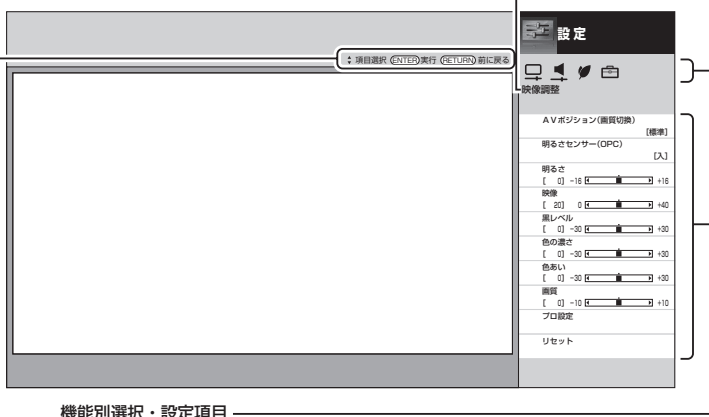 設定
項目選択 ENTER 実行 RETURN 前に戻る
映像調整
AVポジション(画質切換)
[標準]
明るさセンサー(OPC)
[入]
明るさ
[ 0] -16 +16
映像
[ 20] 0 +40
黒レベル
[ 0] -30 +30
色の濃さ
[ 0] -30 +30
色あい
[ 0] -30 +30
画質
[ 0] -10 +10
プロ設定
リセット
機能別選択・設定項目